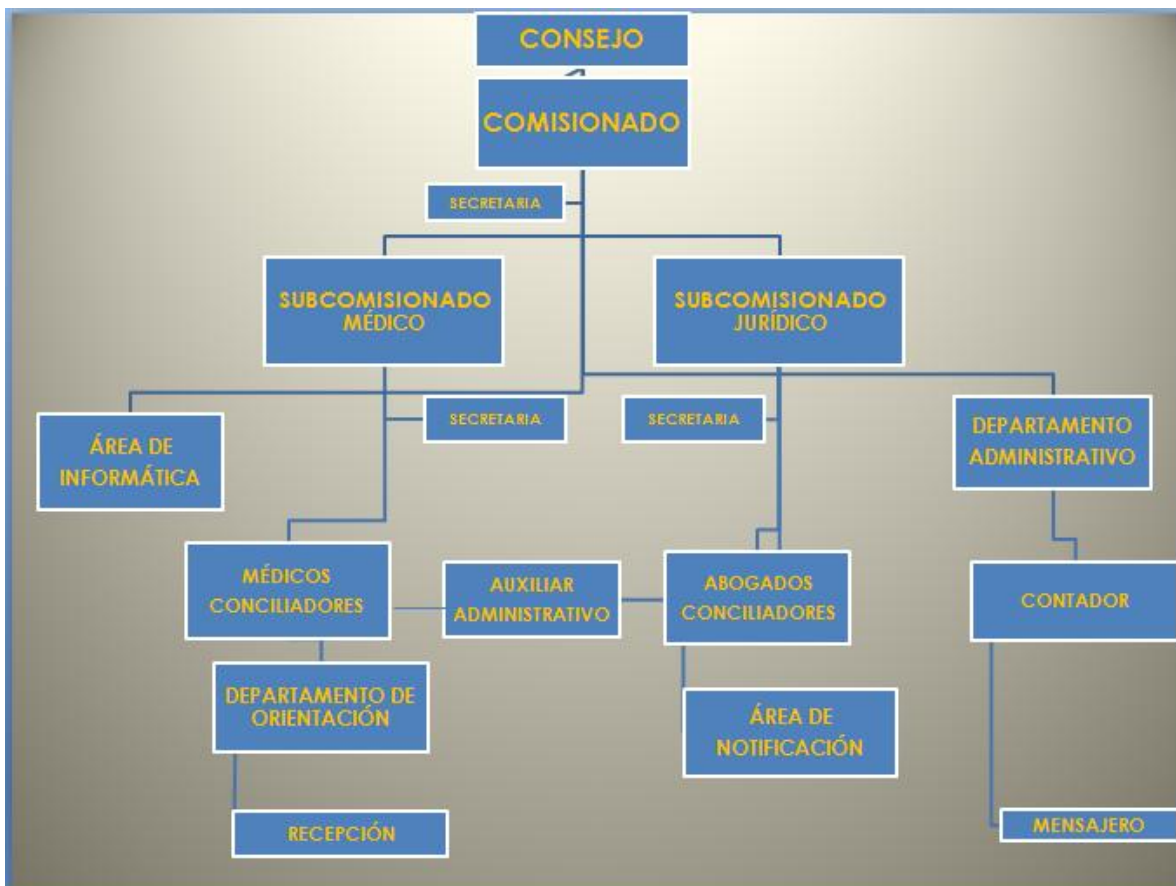 CONSEJO
COMISIONADO
SECRETARIA
SUBCOMISIONADO
MÉDICO
SUBCOMISIONADO
JURÍDICO
SECRETARIA
SECRETARIA
ÁREA DE
INFORMÁTICA
DEPARTAMENTO
ADMINISTRATIVO
MÉDICOS
CONCILIADORES
AUXILIAR
ADMINISTRATIVO
ABOGADOS
CONCILIADORES
CONTADOR
DEPARTAMENTO DE
ORIENTACIÓN
ÁREA DE
NOTIFICACIÓN
RECEPCIÓN
MENSAJERO